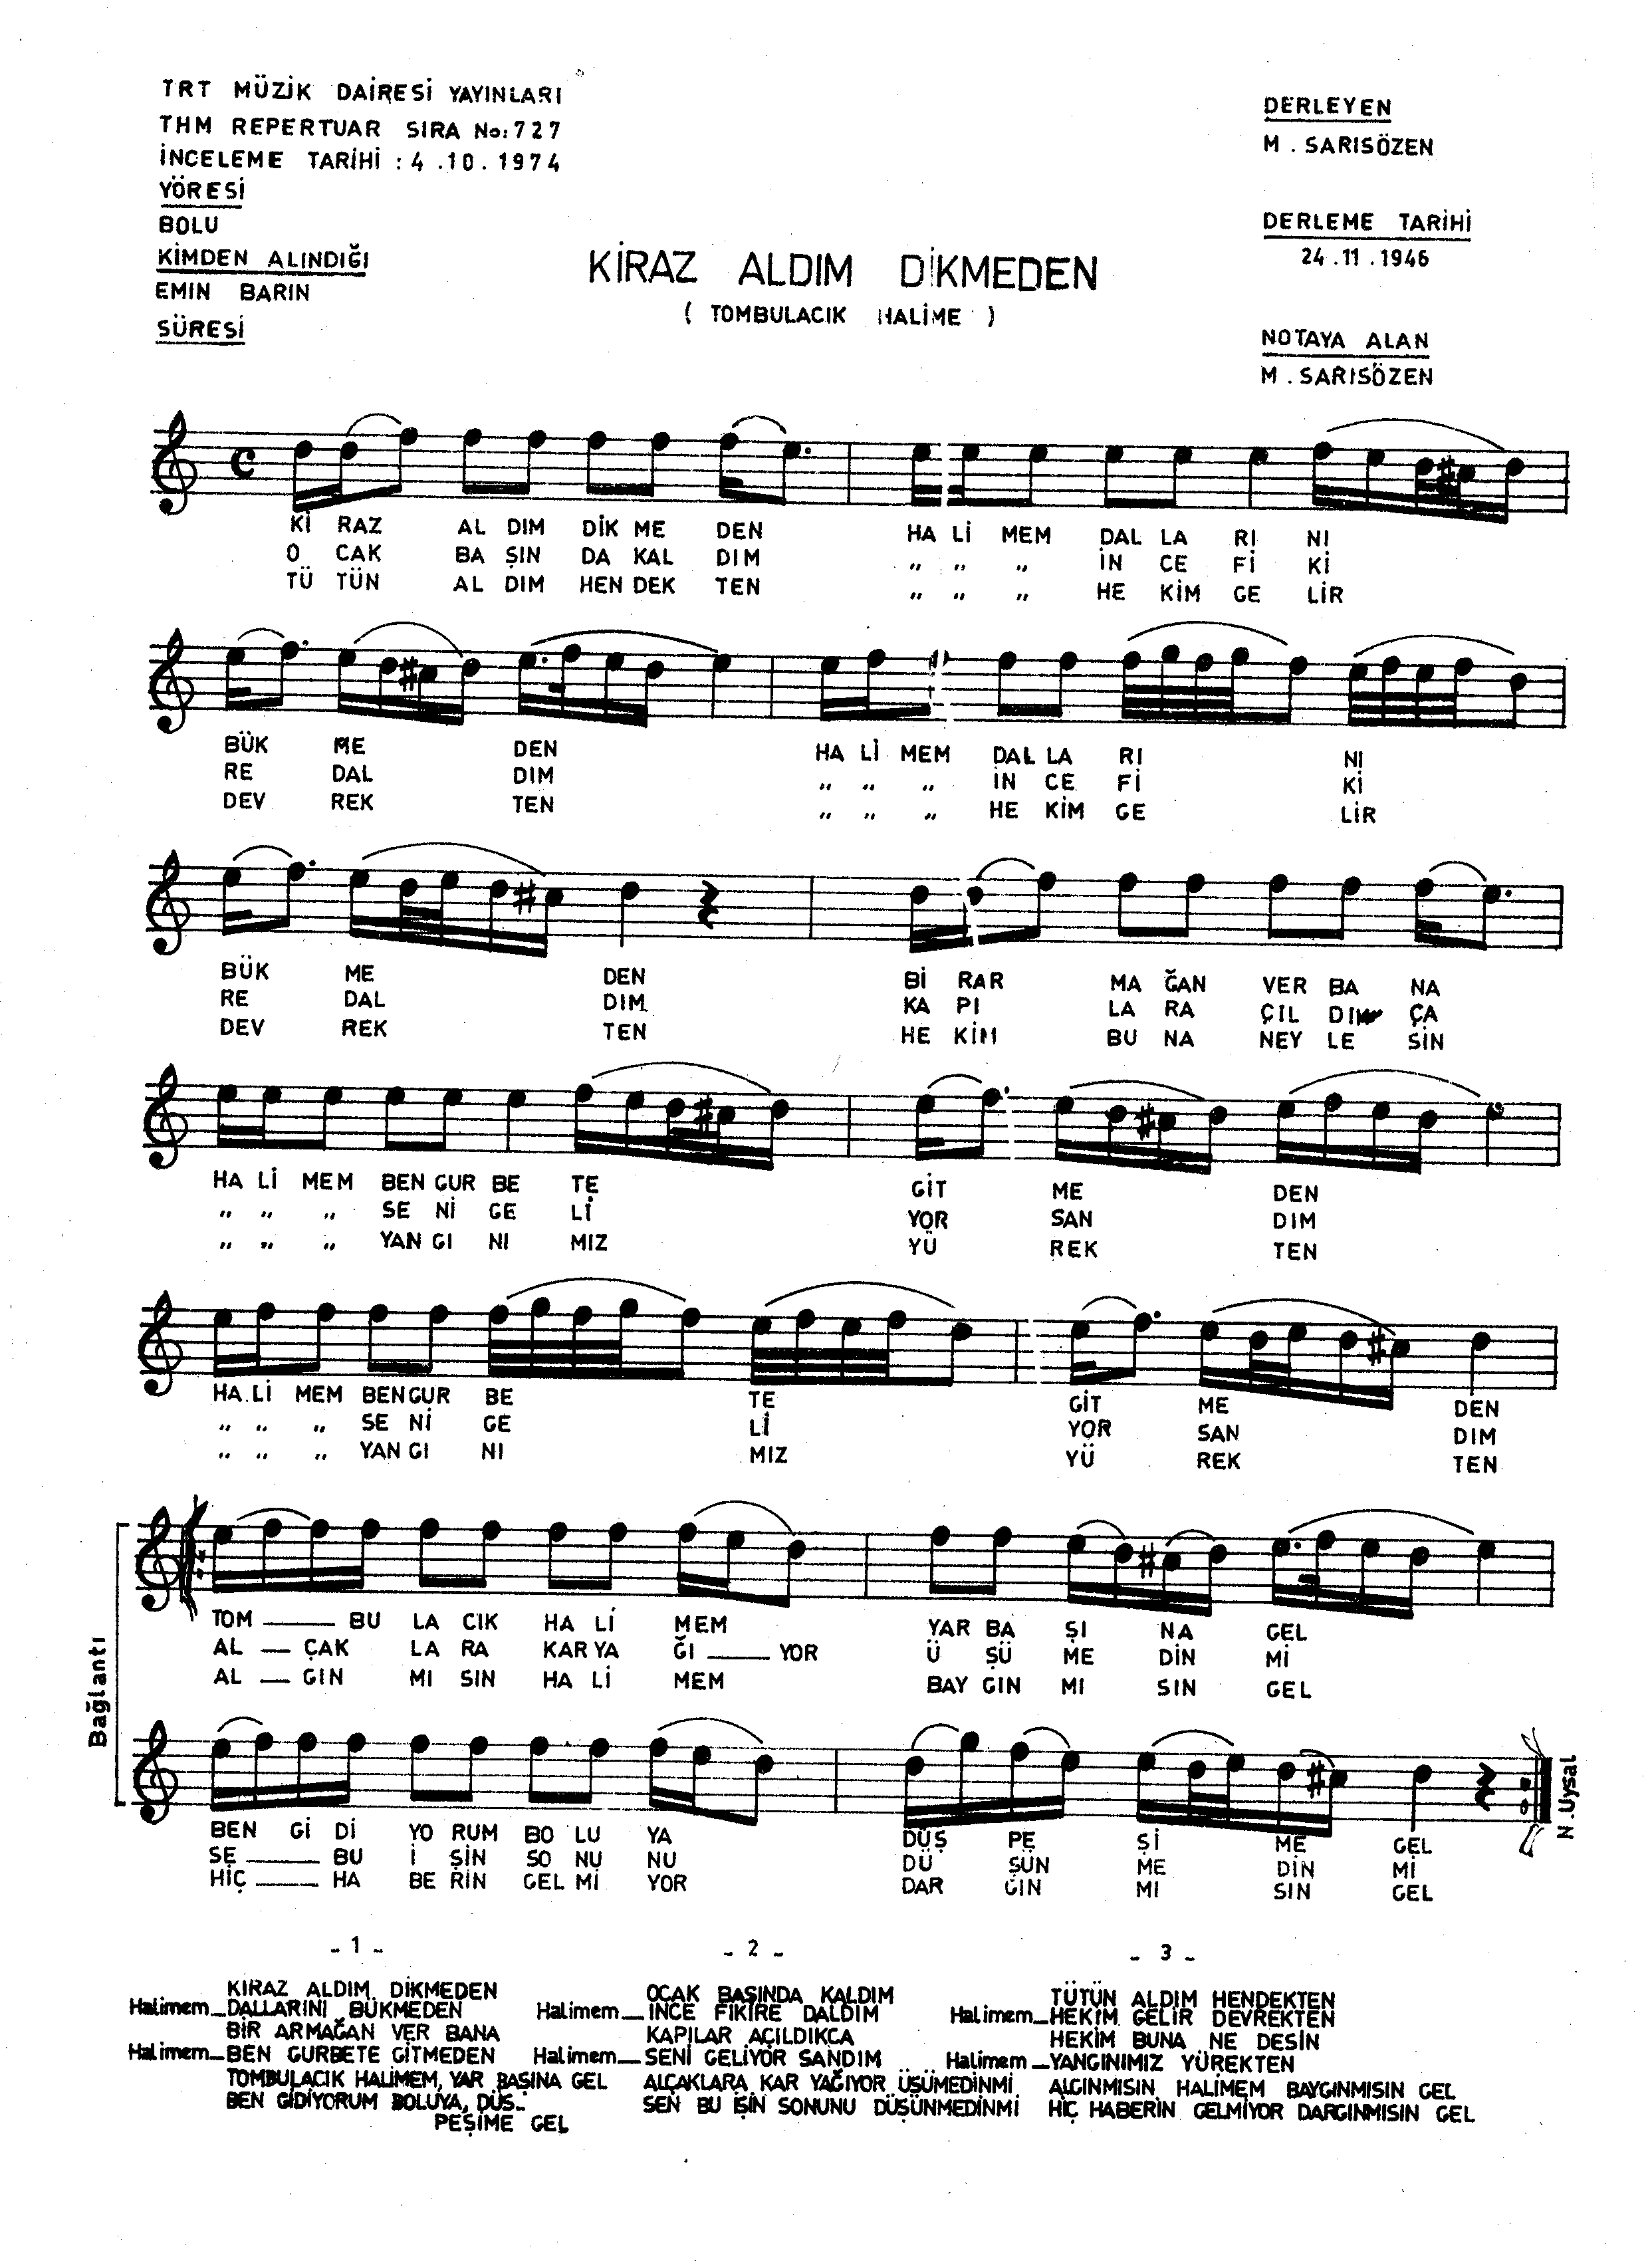 TRT MÜZİK DAİRESİ YAYINLARI
THM REPERTUAR SIRA No: 727
İNCELEME TARİHİ : 4.10.1974
YÖRESİ
BOLU
KİMDEN ALINDIĞI
EMIN BARIN
SÜRESİ
DERLEYEN
M. SARISÖZEN
DERLEME TARİHİ
24.11.1946
NOTAYA ALAN
M. SARISÖZEN
KİRAZ ALDIM DİKMEDEN
( TOMBULACIK HALİME )
Kİ RAZ AL DIM DİK ME DEN HA Lİ MEM DAL LA RI NI
O CAK BA ŞIN DA KAL DIM " " " İN CE Fİ Kİ
TÜ TÜN AL DIM HEN DEK TEN " " " HE KİM GE LİR
BÜK ME DEN HA Lİ MEM DAL LA RI NI
RE DAL DIM " " " İN CE Fİ Kİ
DEV REK TEN " " " HE KİM GE LİR
BÜK ME DEN Bİ RAR MA ĞAN VER BA NA
RE DAL DIM KA PI LA RA ÇIL DI ÇA
DEV REK TEN HE KİM BU NA NEY LE SİN
HA Lİ MEM BEN GUR BE TE GİT ME DEN
" " " SE Nİ GE Lİ YOR SAN DIM
" " " YAN GI NI MIZ YÜ REK TEN
HA Lİ MEM BEN GUR BE TE GİT ME DEN
" " " SE Nİ GE Lİ YOR SAN DIM
" " " YAN GI NI MIZ YÜ REK TEN
Bağlantı
TOM BU LA CIK HA Lİ MEM YAR BA ŞI NA GEL
AL ÇAK LA RA KAR YA ĞI YOR Ü ŞÜ ME DİN Mİ
AL GIN MI SIN HA Lİ MEM BAY GIN MI SIN GEL
BEN Gİ Dİ YO RUM BO LU YA DÜŞ PE Şİ ME GEL
SE BU İ ŞİN SO NU NU DÜ ŞÜN ME DİN Mİ
HİÇ HA BE RİN GEL Mİ YOR DAR ĞIN MI SIN GEL
N. Uysal
- 1 -
KİRAZ ALDIM DİKMEDEN
Halimem_DALLARINI BÜKMEDEN
BİR ARMAĞAN VER BANA
Halimem_BEN GURBETE GİTMEDEN
TOMBULACIK HALİMEM, YAR BAŞINA GEL
BEN GİDİYORUM BOLUYA, DÜŞ_
PEŞİME GEL
- 2 -
OCAK BAŞINDA KALDIM
Halimem_İNCE FİKİRE DALDIM
KAPILAR AÇILDIKCA
Halimem_SENİ GELİYOR SANDIM
ALÇAKLARA KAR YAĞIYOR ÜŞÜMEDİNMİ
SEN BU İŞİN SONUNU DÜŞÜNMEDİNMİ
- 3 -
TÜTÜN ALDIM HENDEKTEN
Halimem_HEKİM GELİR DEVREKTEN
HEKİM BUNA NE DESİN
Halimem_YANGINIMIZ YÜREKTEN
ALGINMISIN HALİMEM BAYGINMISIN GEL
HİÇ HABERİN GELMİYOR DARGINMISIN GEL